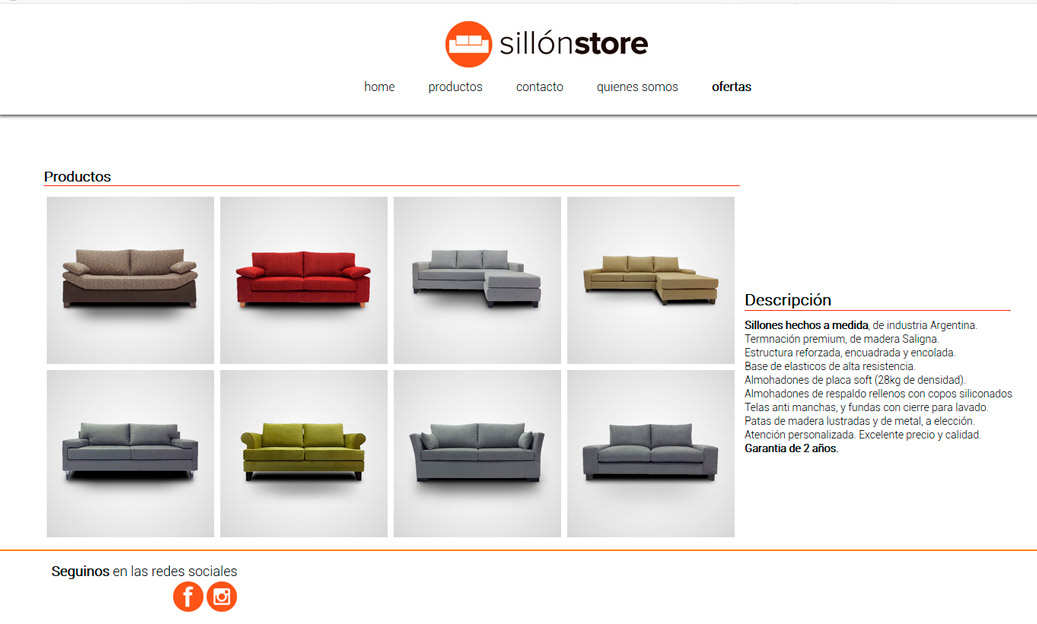 sillónstore
home productos contacto quienes somos ofertas
Productos
Descripción
Sillones hechos a medida, de industria Argentina.
Termnación premium, de madera Saligna.
Estructura reforzada, encuadrada y encolada.
Base de elasticos de alta resistencia.
Almohadones de placa soft (28kg de densidad).
Almohadones de respaldo rellenos con copos siliconados
Telas anti manchas, y fundas con cierre para lavado.
Patas de madera lustradas y de metal, a elección.
Atención personalizada. Excelente precio y calidad.
Garantia de 2 años.
Seguinos en las redes sociales